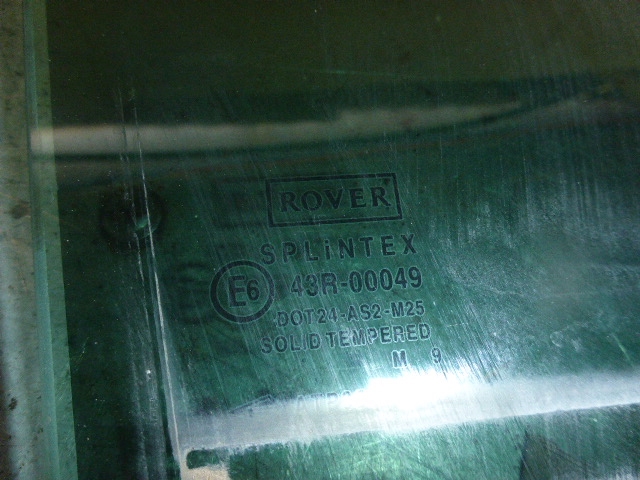 ROVER
SPLiNTEX
E6 43R-00049
DOT24-AS2-M25
SOLID TEMPERED
M 9